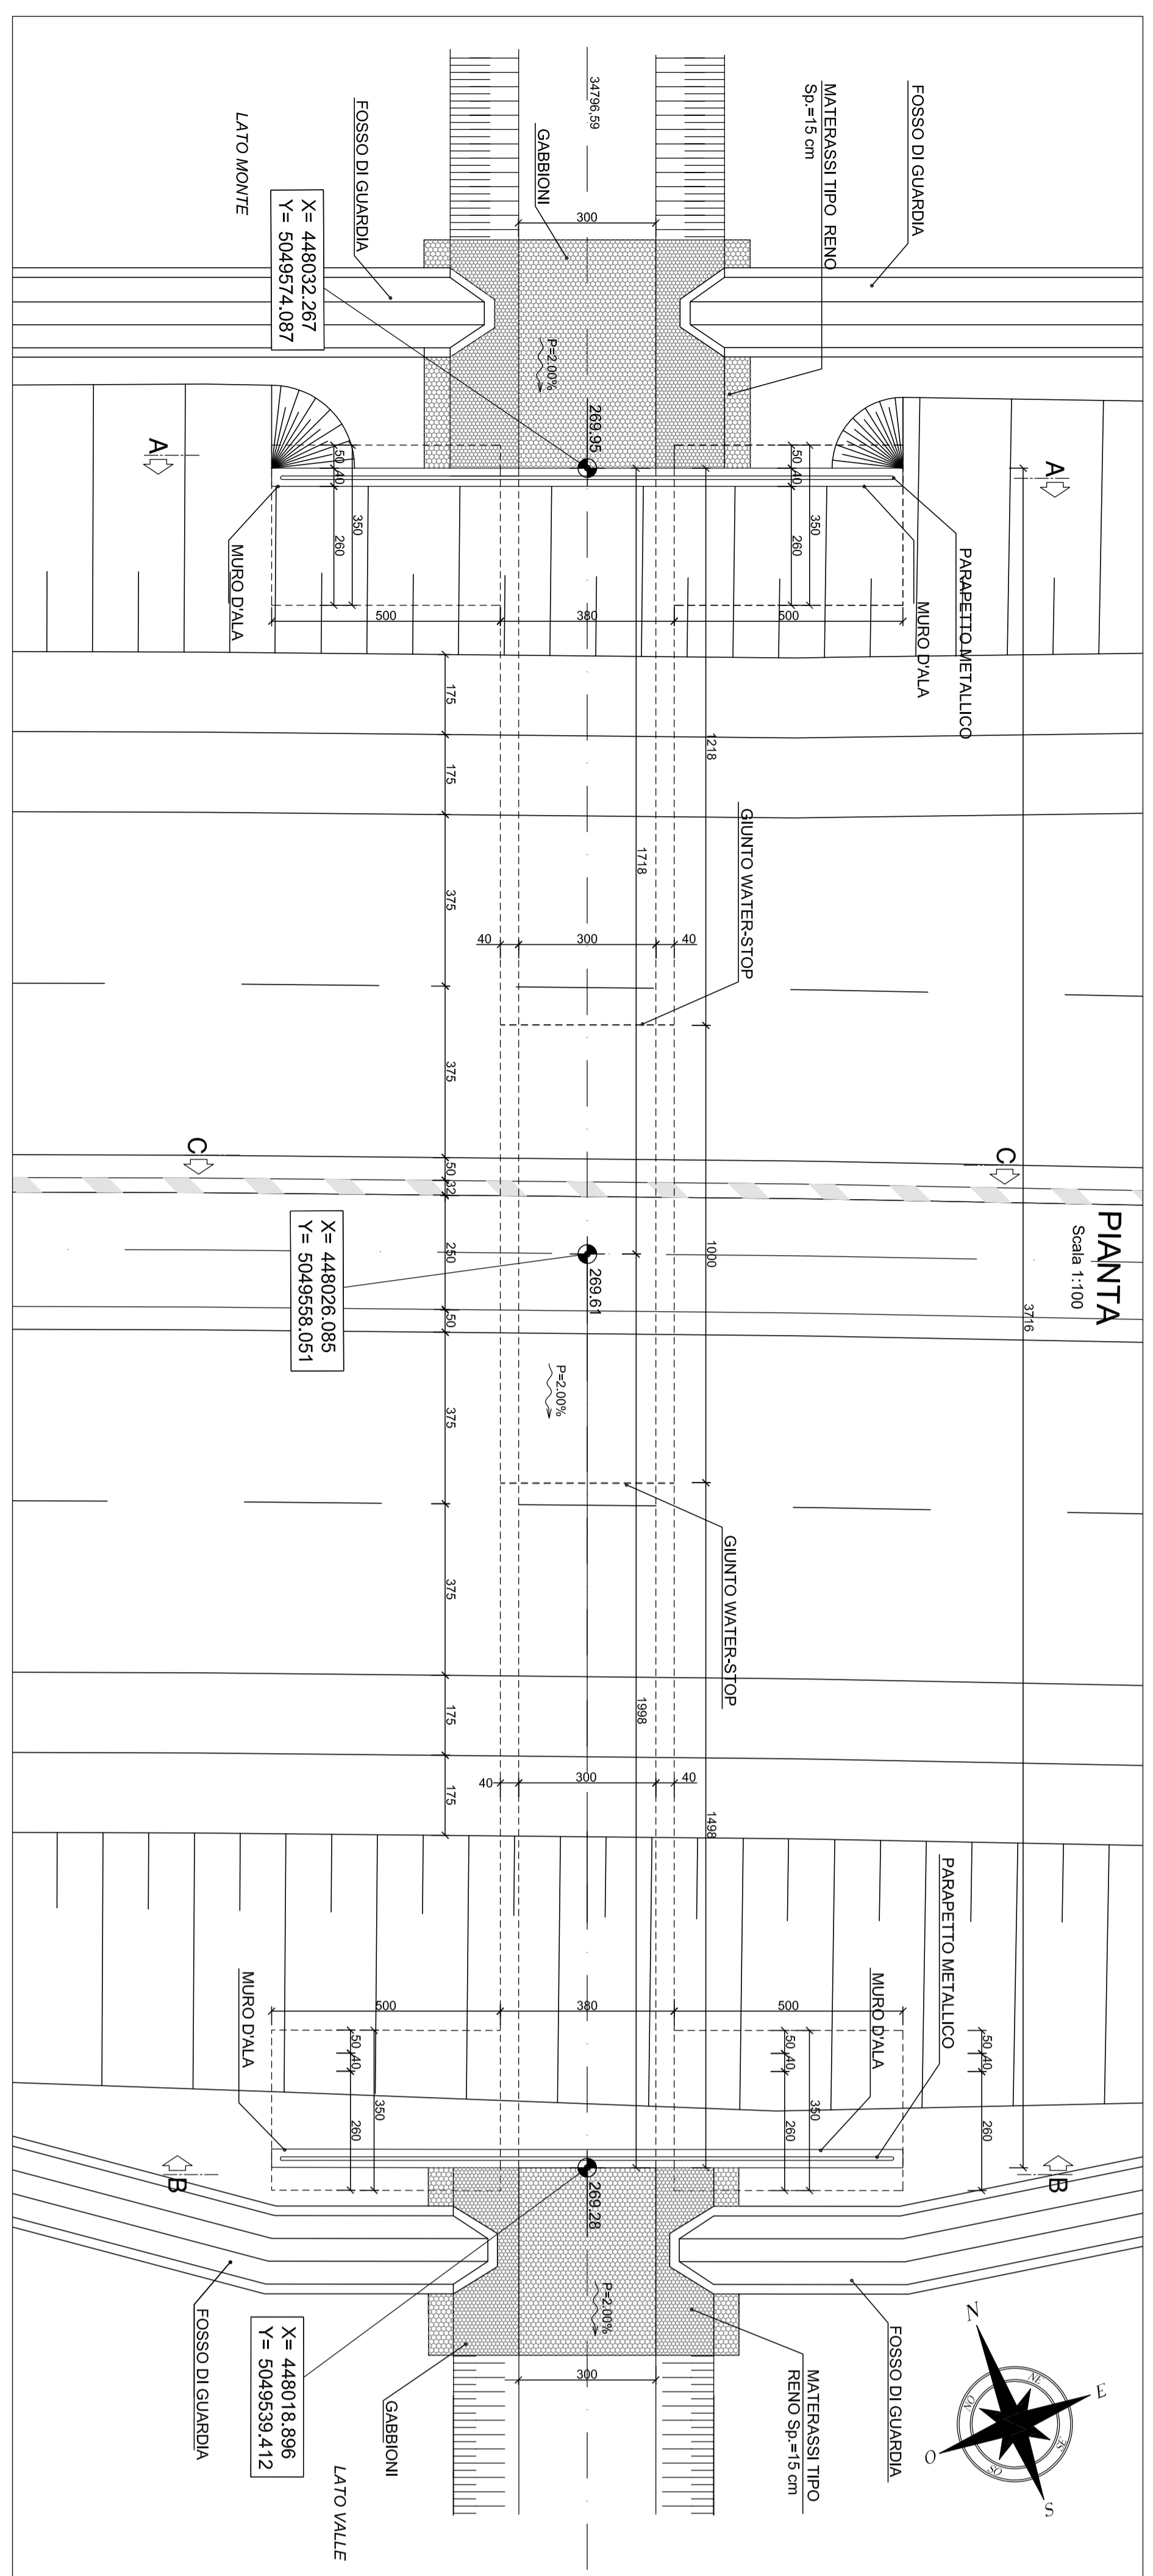 PIANTA
Scala 1:100
34796,59
LATO MONTE
FOSSO DI GUARDIA
GABBIONI
MATERASSI TIPO RENO
Sp.=15 cm
FOSSO DI GUARDIA
300
X= 448032.267
Y= 5049574.087
P=2.00%
269.95
A
A
50
40
350
260
50
40
350
260
MURO D'ALA
MURO D'ALA
PARAPETTO METALLICO
500
380
500
175
175
375
375
50
32
250
50
375
375
175
175
1218
1718
1000
3716
1998
1498
40
300
40
GIUNTO WATER-STOP
C
C
269.61
X= 448026.085
Y= 5049558.051
P=2.00%
GIUNTO WATER-STOP
40
300
40
PARAPETTO METALLICO
MURO D'ALA
MURO D'ALA
500
380
500
50
40
350
260
50
40
350
260
50
40
260
B
B
269.28
P=2.00%
300
X= 448018.896
Y= 5049539.412
FOSSO DI GUARDIA
GABBIONI
LATO VALLE
MATERASSI TIPO
RENO Sp.=15 cm
FOSSO DI GUARDIA
N
NE
E
SE
S
SO
O
NO